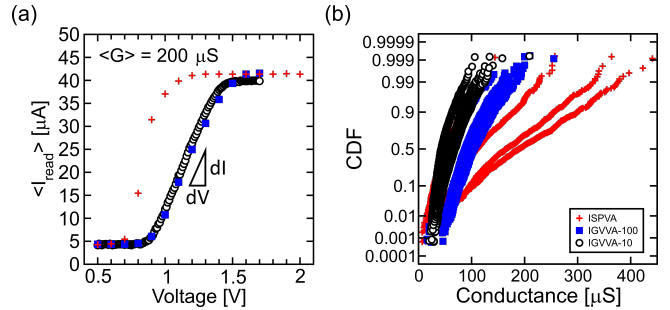 (a)
<G> = 200 μS
50
45
40
35
30
25
20
15
10
5
0
<I_read> [μA]
dI
dV
0.5 1 1.5 2
Voltage [V]
(b)
0.9999
0.999
0.99
0.9
0.5
0.1
0.01
0.001
0.0001
CDF
ISPVA
IGVVA-100
IGVVA-10
0 100 200 300 400
Conductance [μS]